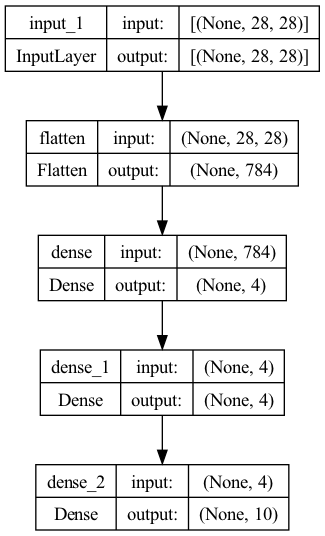 input_1 input: [(None, 28, 28)]
InputLayer output: [(None, 28, 28)]
flatten input: (None, 28, 28)
Flatten output: (None, 784)
dense input: (None, 784)
Dense output: (None, 4)
dense_1 input: (None, 4)
Dense output: (None, 4)
dense_2 input: (None, 4)
Dense output: (None, 10)